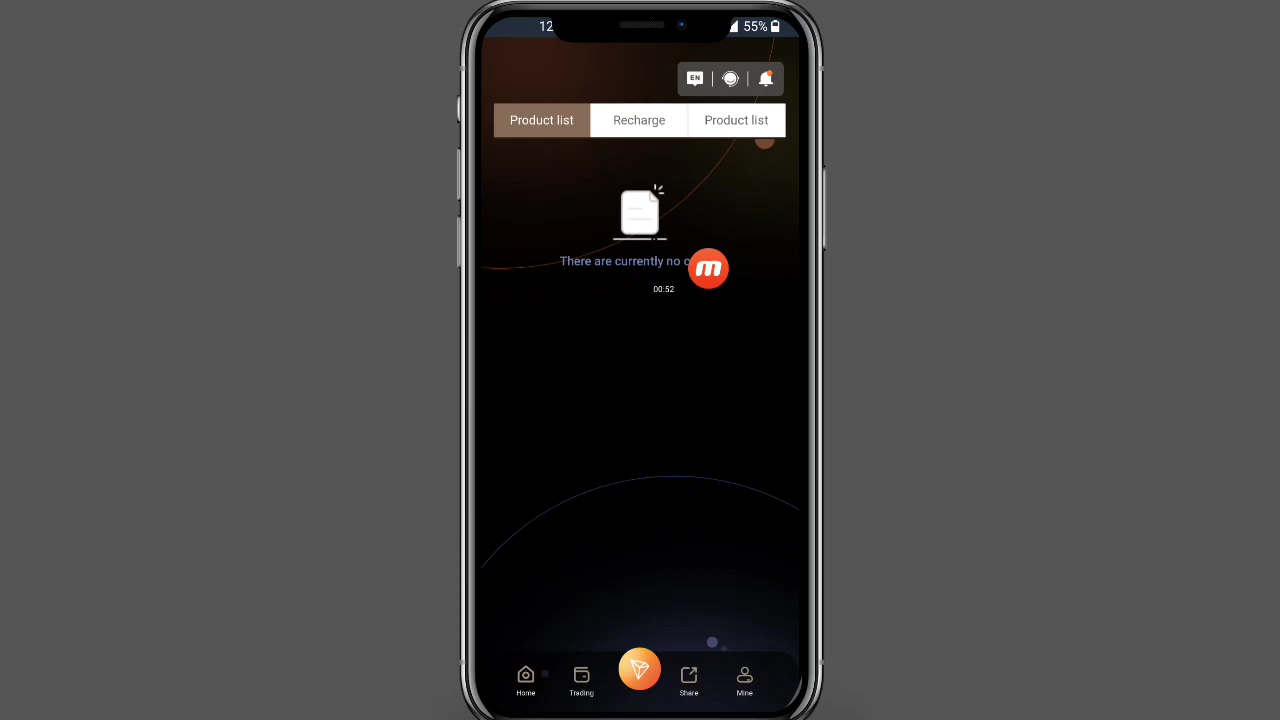 12
55%
EN
Product list
Recharge
Product list
There are currently no
m
00:52
Home
Trading
Share
Mine